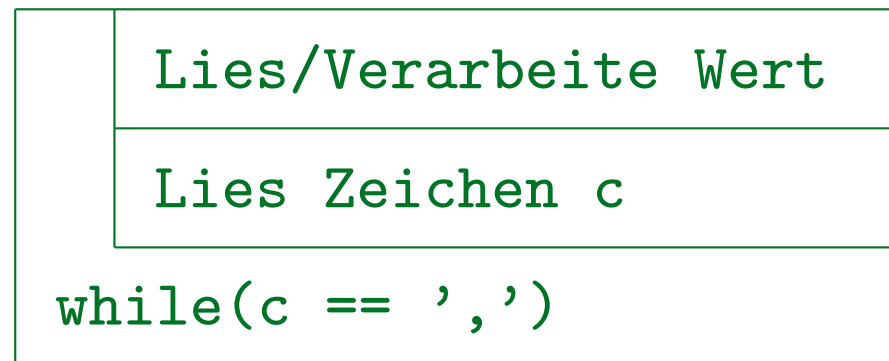 Lies/Verarbeite Wert
Lies Zeichen c
while(c == ',')